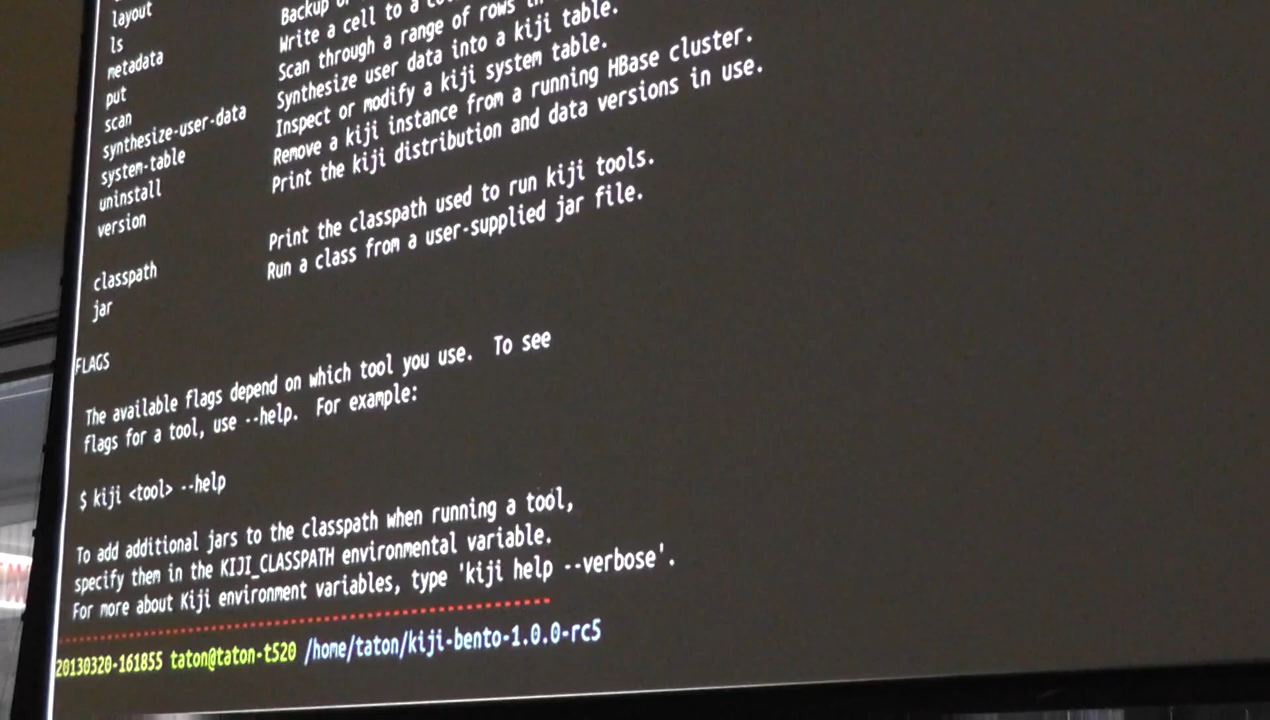 layout
ls
metadata Backup or
put Write a cell to a
scan Scan through a range of rows in
synthesize-user-data Synthesize user data into a kiji table.
system-table Inspect or modify a kiji system table.
uninstall Remove a kiji instance from a running HBase cluster.
version Print the kiji distribution and data versions in use.
classpath Print the classpath used to run kiji tools.
jar Run a class from a user-supplied jar file.
FLAGS
The available flags depend on which tool you use. To see
flags for a tool, use --help. For example:
$ kiji <tool> --help
To add additional jars to the classpath when running a tool,
specify them in the KIJI_CLASSPATH environmental variable.
For more about Kiji environment variables, type 'kiji help --verbose'.
20130320-161855 taton@taton-t520 /home/taton/kiji-bento-1.0.0-rc5